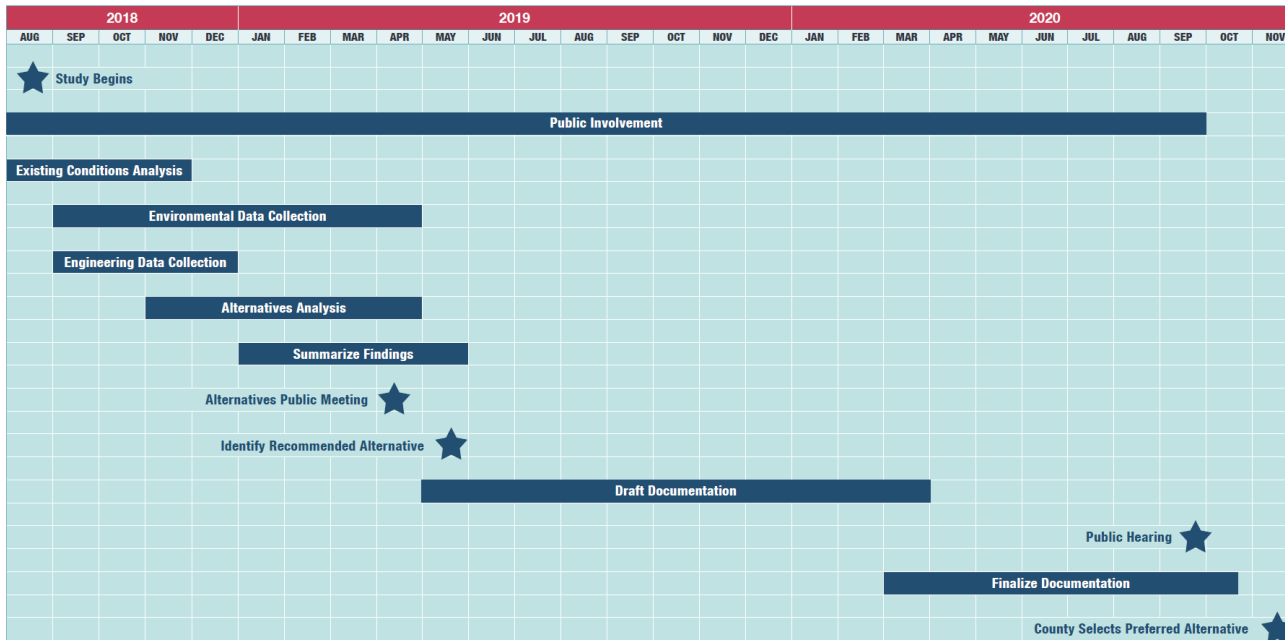 2018 2019 2020
AUG SEP OCT NOV DEC JAN FEB MAR APR MAY JUN JUL AUG SEP OCT NOV DEC JAN FEB MAR APR MAY JUN JUL AUG SEP OCT NOV
Study Begins
Public Involvement
Existing Conditions Analysis
Environmental Data Collection
Engineering Data Collection
Alternatives Analysis
Summarize Findings
Alternatives Public Meeting
Identify Recommended Alternative
Draft Documentation
Public Hearing
Finalize Documentation
County Selects Preferred Alternative